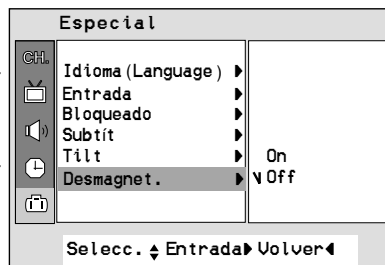 Especial
CH.
Idioma (Language) ▶
Entrada ▶
Bloqueado ▶
Subtít ▶
Tilt ▶ On
Desmagnet. ▶ Off
Selecc. Entrada▶ Volver◀